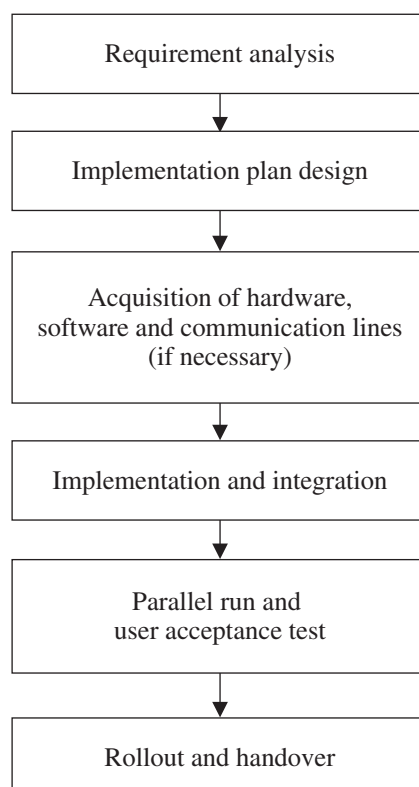 Requirement analysis
Implementation plan design
Acquisition of hardware,
software and communication lines
(if necessary)
Implementation and integration
Parallel run and
user acceptance test
Rollout and handover